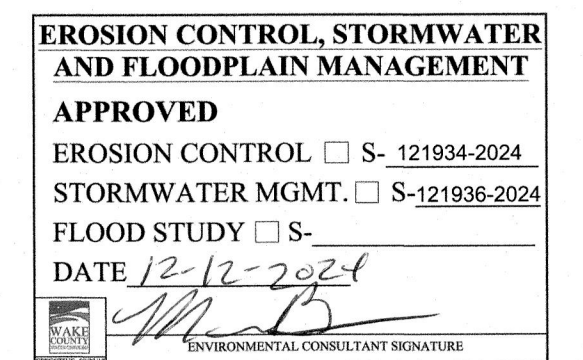 EROSION CONTROL, STORMWATER
AND FLOODPLAIN MANAGEMENT
APPROVED
EROSION CONTROL ☐ S- 121934-2024
STORMWATER MGMT. ☐ S-121936-2024
FLOOD STUDY ☐ S-
DATE 12-12-2024
WAKE
COUNTY
ENVIRONMENTAL CONSULTANT SIGNATURE